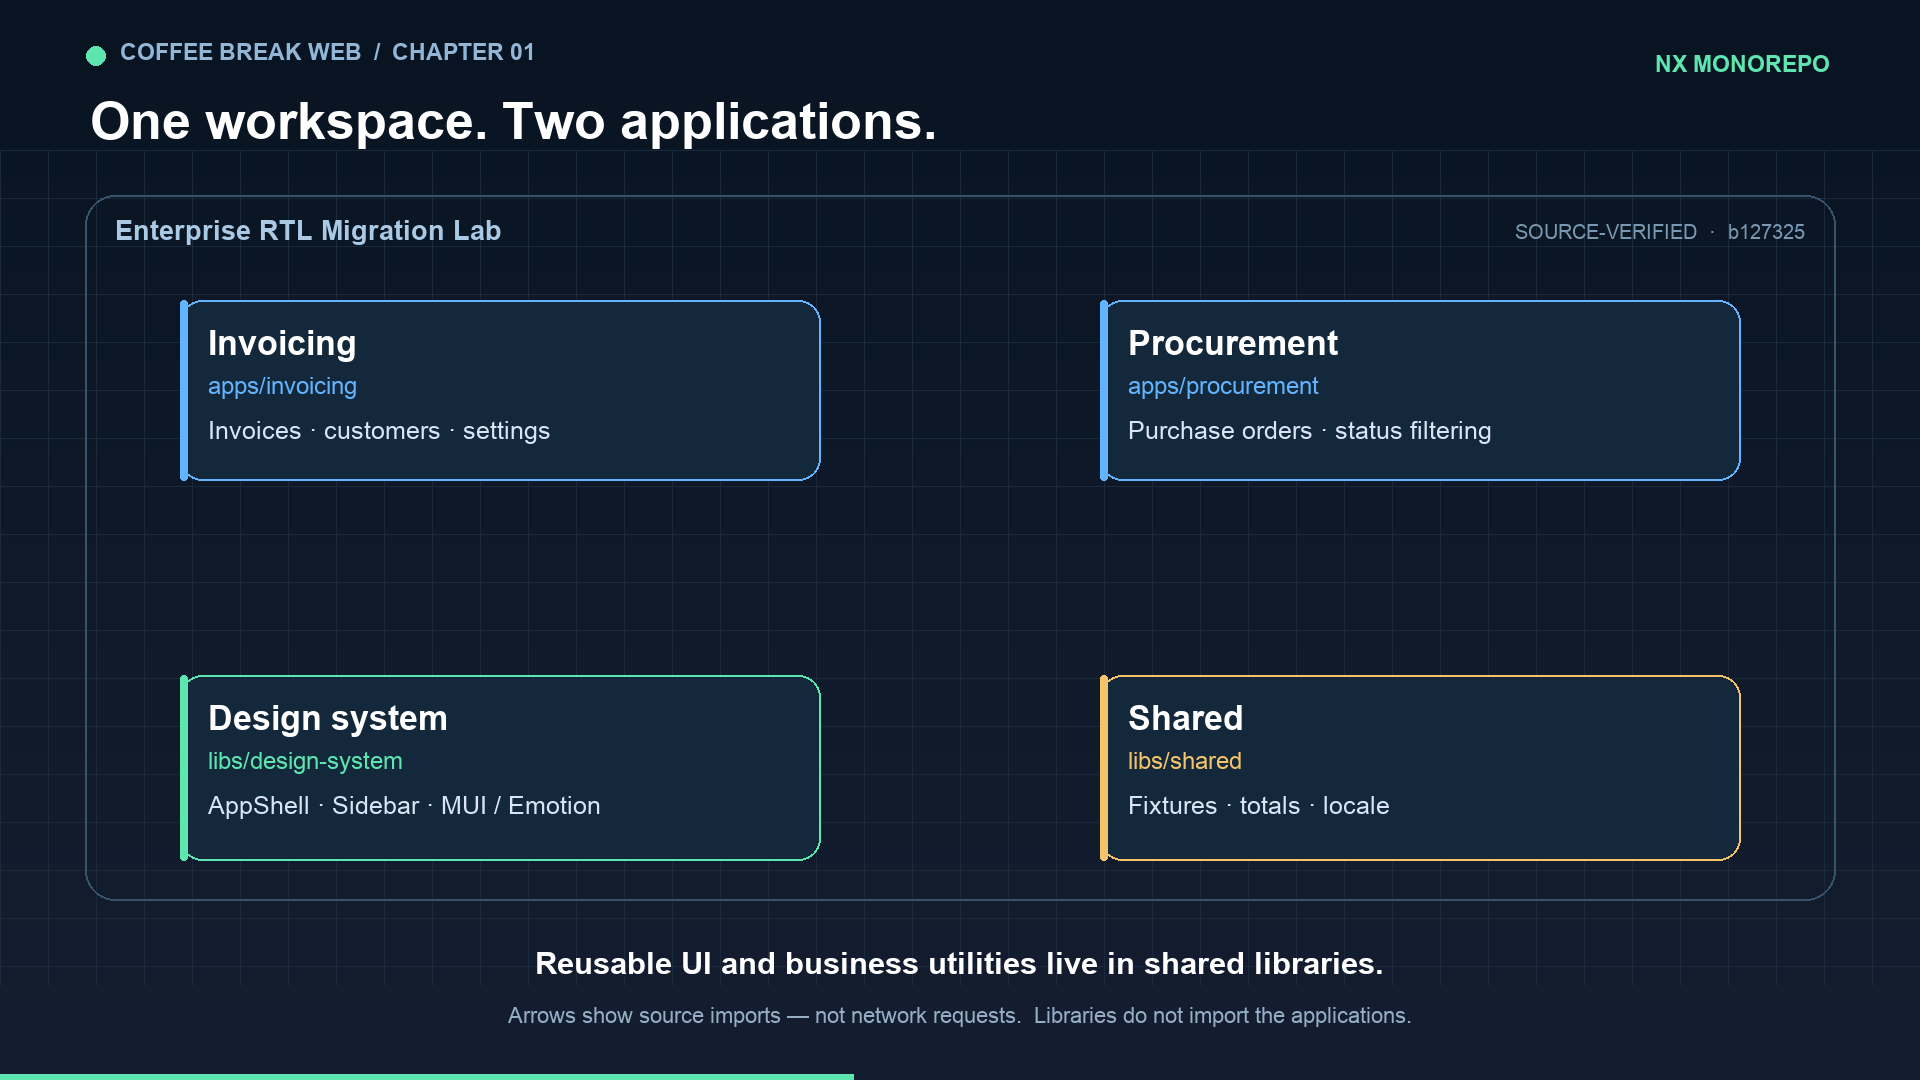 COFFEE BREAK WEB / CHAPTER 01
NX MONOREPO
One workspace. Two applications.
Enterprise RTL Migration Lab
SOURCE-VERIFIED · b127325
Invoicing
apps/invoicing
Invoices · customers · settings
Procurement
apps/procurement
Purchase orders · status filtering
Design system
libs/design-system
AppShell · Sidebar · MUI / Emotion
Shared
libs/shared
Fixtures · totals · locale
Reusable UI and business utilities live in shared libraries.
Arrows show source imports — not network requests. Libraries do not import the applications.